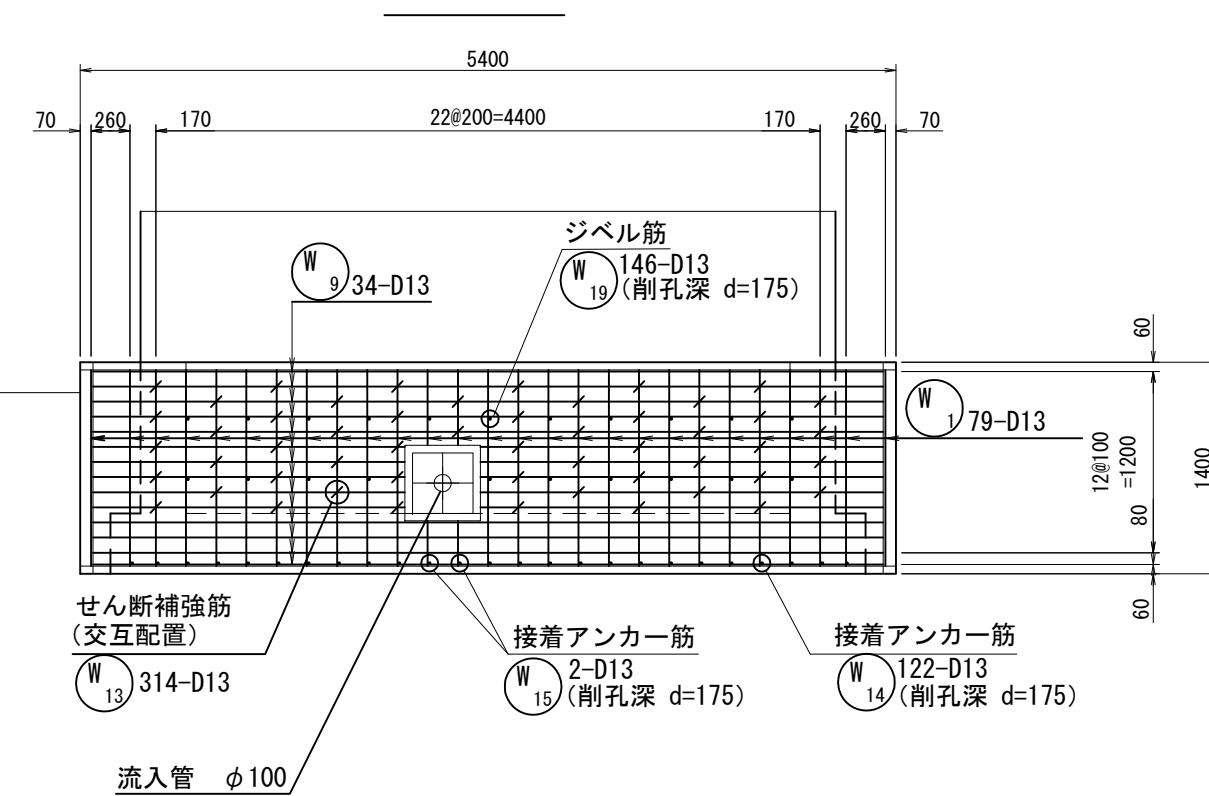 5400
70
260
170
22@200=4400
170
260
70
ジベル筋
W
19
146-D13
(削孔深 d=175)
W
9
34-D13
60
W
1
79-D13
12@100
=1200
1400
80
60
せん断補強筋
(交互配置)
W
13
314-D13
接着アンカー筋
W
15
2-D13
(削孔深 d=175)
接着アンカー筋
W
14
122-D13
(削孔深 d=175)
流入管 φ100